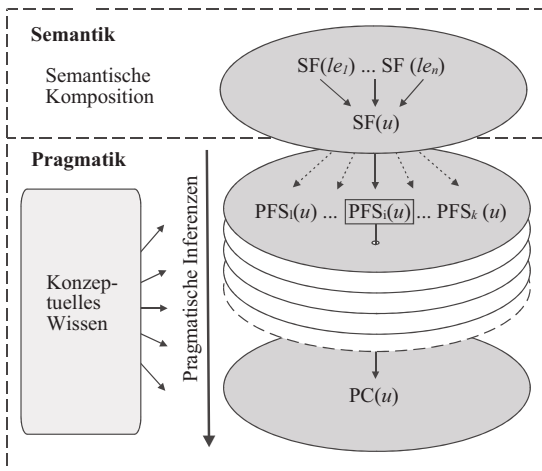 Semantik
Semantische
Komposition
SF(le₁) ... SF (leₙ)
SF(u)
Pragmatik
Pragmatische Inferenzen
PFS₁(u) ... PFSᵢ(u) ... PFSₖ (u)
Konzep-
tuelles
Wissen
PC(u)